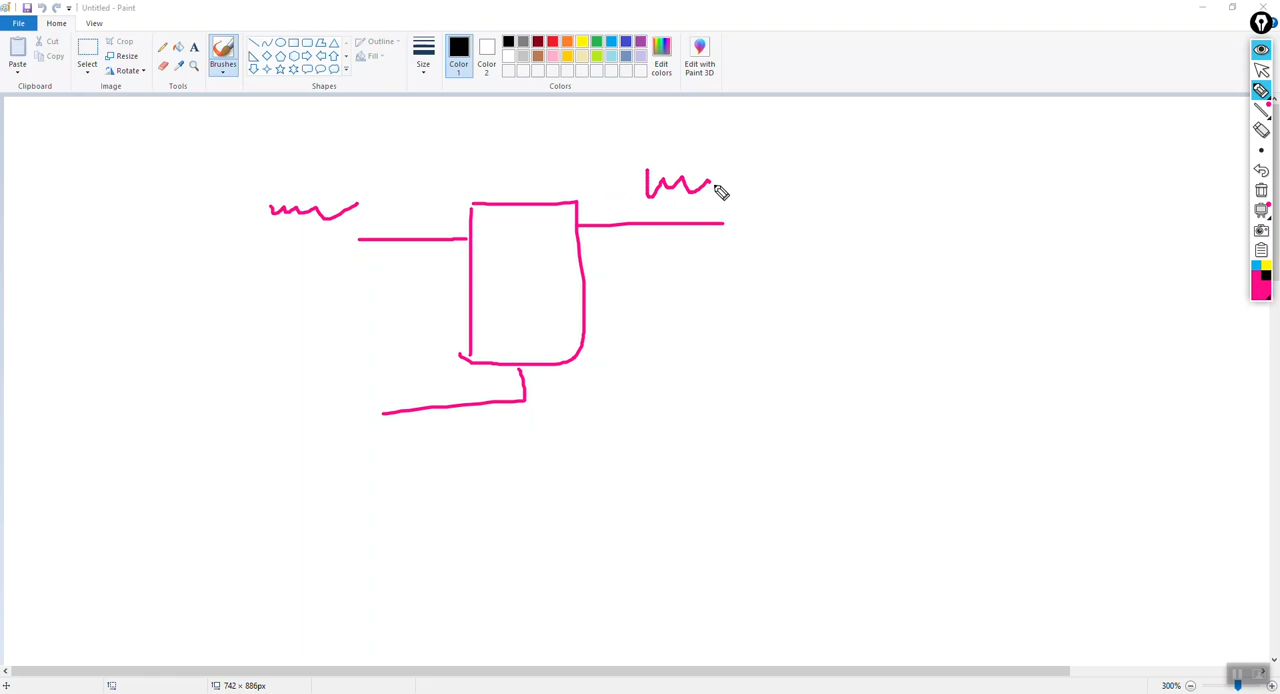 Untitled - Paint
File Home View
Paste Cut Copy Clipboard
Select Crop Resize Rotate Image
A Tools
Shapes Outline Fill
Brushes
Size
Color 1
Color 2
Colors
Edit colors
Edit with Paint 3D
742 × 886px
300%